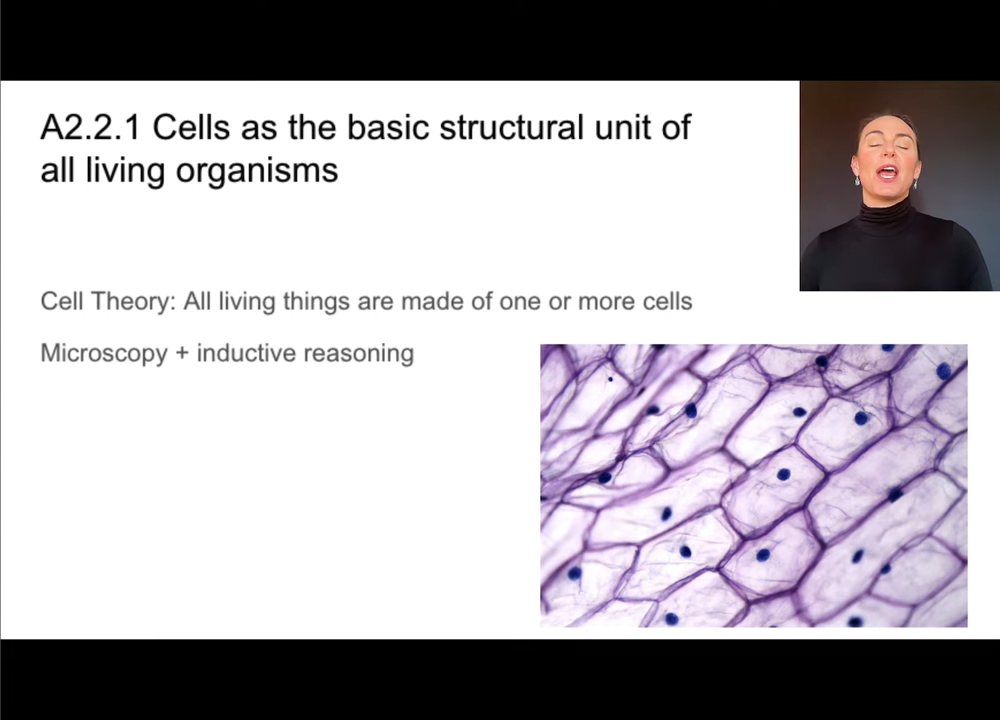 A2.2.1 Cells as the basic structural unit of
all living organisms
Cell Theory: All living things are made of one or more cells
Microscopy + inductive reasoning